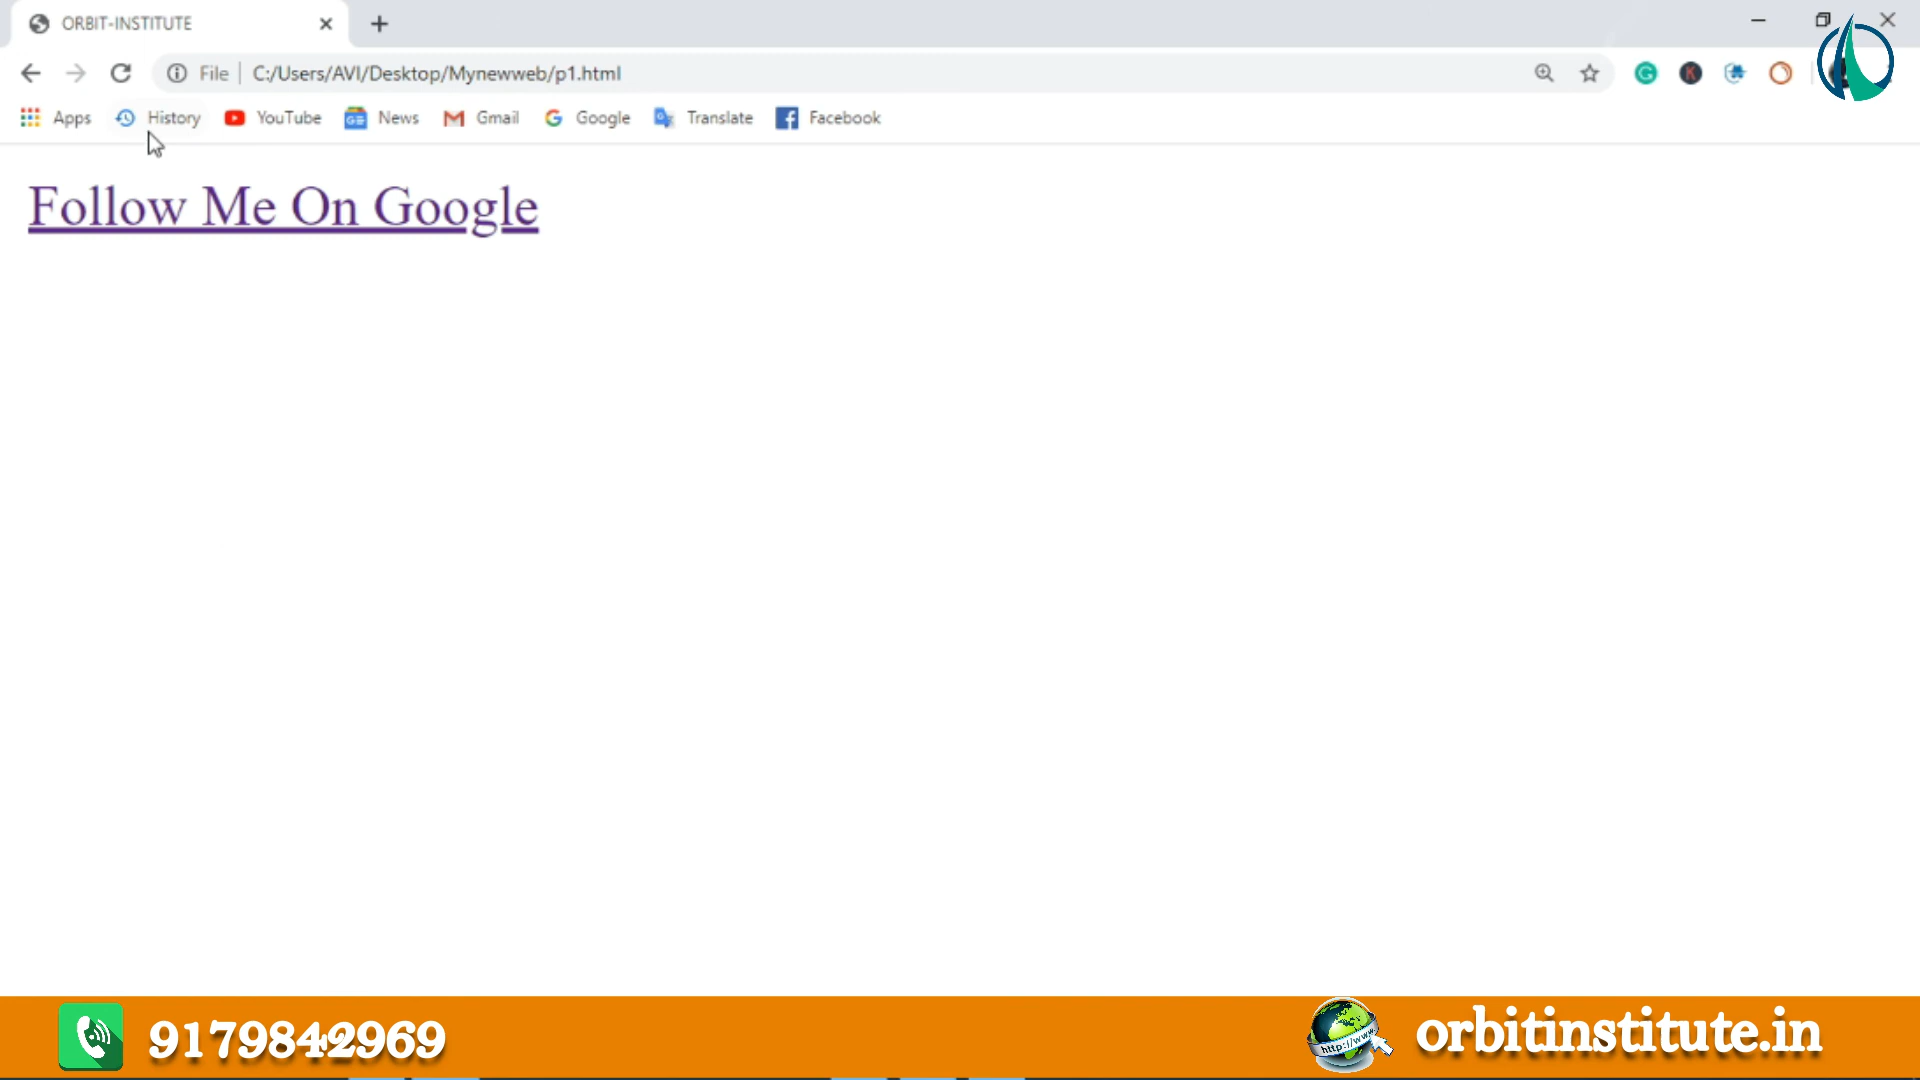 ORBIT-INSTITUTE
File C:/Users/AVI/Desktop/Mynewweb/p1.html
Apps History YouTube News Gmail Google Translate Facebook
Follow Me On Google
9179842969
http://www.
orbitinstitute.in